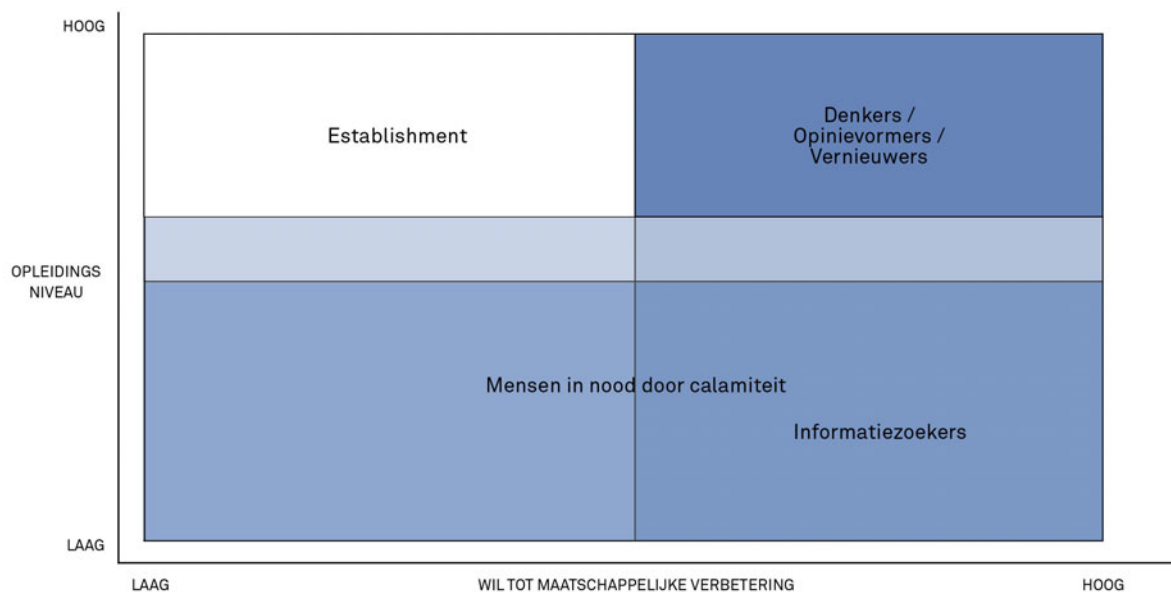 HOOG
Establishment
Denkers /
Opinievormers /
Vernieuwers
OPLEIDINGS
NIVEAU
Mensen in nood door calamiteit
Informatiezoekers
LAAG
LAAG
WIL TOT MAATSCHAPPELIJKE VERBETERING
HOOG